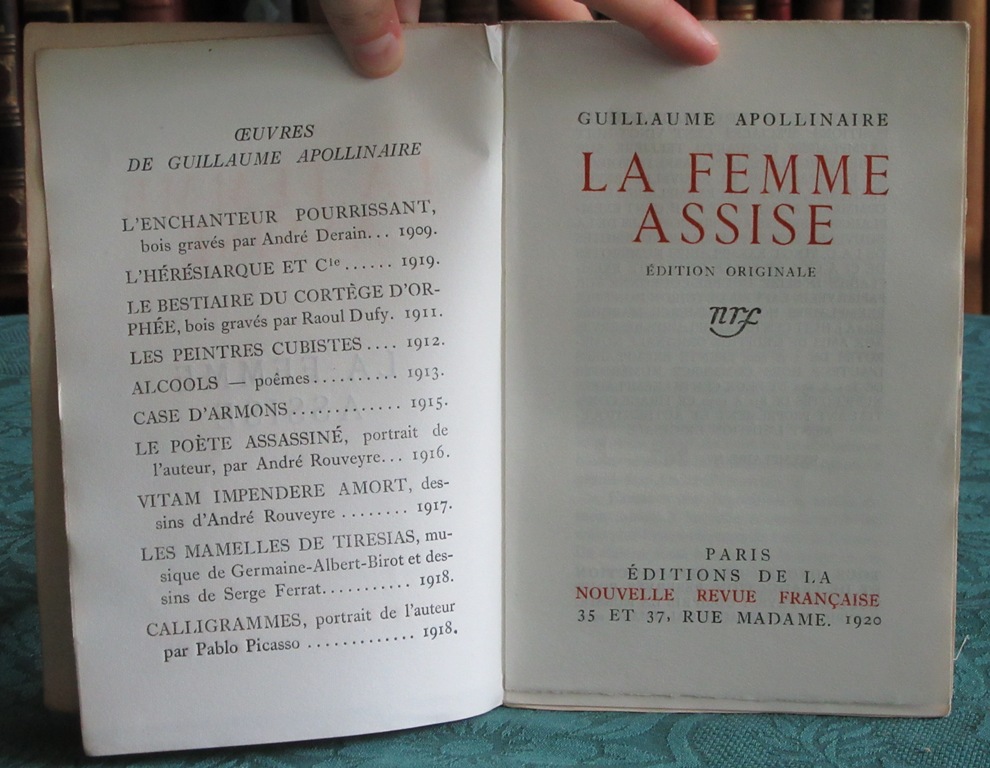 ŒUVRES
DE GUILLAUME APOLLINAIRE
L'ENCHANTEUR POURRISSANT,
bois gravés par André Derain... 1909.
L'HÉRÉSIARQUE ET Cie...... 1919.
LE BESTIAIRE DU CORTÈGE D'OR-
PHÉE, bois gravés par Raoul Dufy. 1911.
LES PEINTRES CUBISTES.... 1912.
ALCOOLS — poêmes.......... 1913.
CASE D'ARMONS............. 1915.
LE POÈTE ASSASSINÉ, portrait de
l'auteur, par André Rouveyre... 1916.
VITAM IMPENDERE AMORT, des-
sins d'André Rouveyre ........ 1917.
LES MAMELLES DE TIRESIAS, mu-
sique de Germaine-Albert-Birot et des-
sins de Serge Ferrat........... 1918.
CALLIGRAMMES, portrait de l'auteur
par Pablo Picasso ............. 1918.
GUILLAUME APOLLINAIRE
LA FEMME
ASSISE
ÉDITION ORIGINALE
nrf
PARIS
ÉDITIONS DE LA
NOUVELLE REVUE FRANÇAISE
35 ET 37, RUE MADAME. 1920